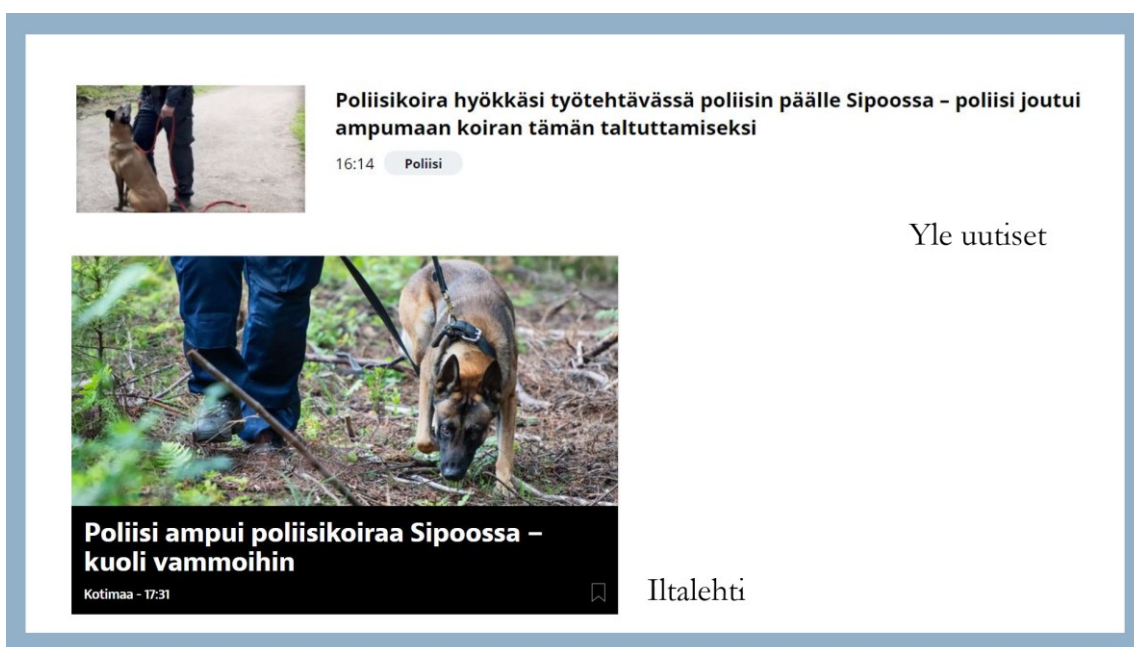 Poliisikoira hyökkäsi työtehtävässä poliisin päälle Sipoossa – poliisi joutui
ampumaan koiran tämän taltuttamiseksi
16:14 Poliisi
Yle uutiset
Poliisi ampui poliisikoiraa Sipoossa –
kuoli vammoihin
Kotimaa - 17:31
Iltalehti